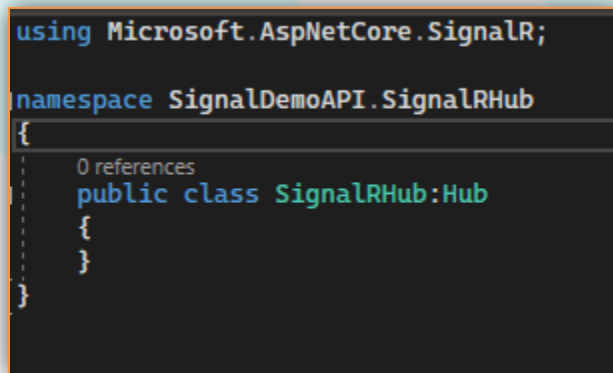 using Microsoft.AspNetCore.SignalR;
namespace SignalDemoAPI.SignalRHub
{
0 references
public class SignalRHub:Hub
{
}
}